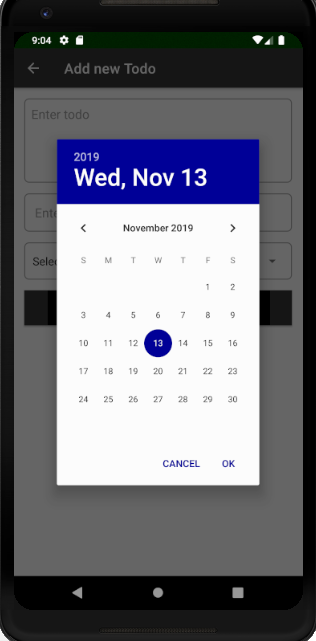 9:04
Add new Todo
Enter todo
2019
Wed, Nov 13
Ente
November 2019
Selec
S M T W T F S
1 2
3 4 5 6 7 8 9
10 11 12 13 14 15 16
17 18 19 20 21 22 23
24 25 26 27 28 29 30
CANCEL OK